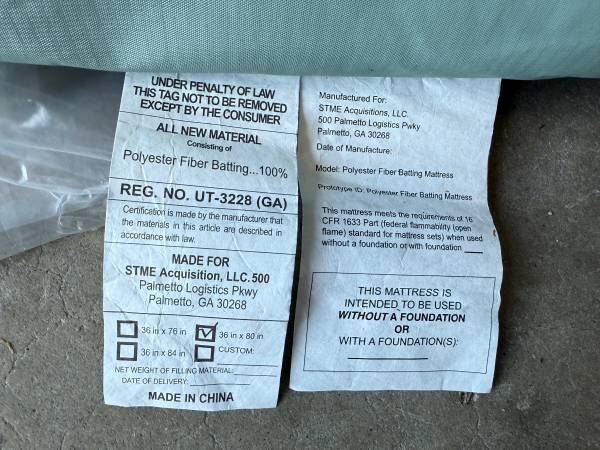 UNDER PENALTY OF LAW
THIS TAG NOT TO BE REMOVED
EXCEPT BY THE CONSUMER
ALL NEW MATERIAL
Consisting of
Polyester Fiber Batting...100%
REG. NO. UT-3228 (GA)
Certification is made by the manufacturer that
the materials in this article are described in
accordance with law.
MADE FOR
STME Acquisition, LLC.500
Palmetto Logistics Pkwy
Palmetto, GA 30268
36 in x 76 in
36 in x 80 in
36 in x 84 in
CUSTOM:
NET WEIGHT OF FILLING MATERIAL:
DATE OF DELIVERY:
MADE IN CHINA
Manufactured For:
STME Acquisitions, LLC.
500 Palmetto Logistics Pwky
Palmetto, GA 30268
Date of Manufacture:
Model: Polyester Fiber Batting Mattress
Prototype ID: Polyester Fiber Batting Mattress
This mattress meets the requirements of 16
CFR 1633 Part (federal flammability (open
flame) standard for mattress sets) when used
without a foundation or with foundation
THIS MATTRESS IS
INTENDED TO BE USED
WITHOUT A FOUNDATION
OR
WITH A FOUNDATION(S):